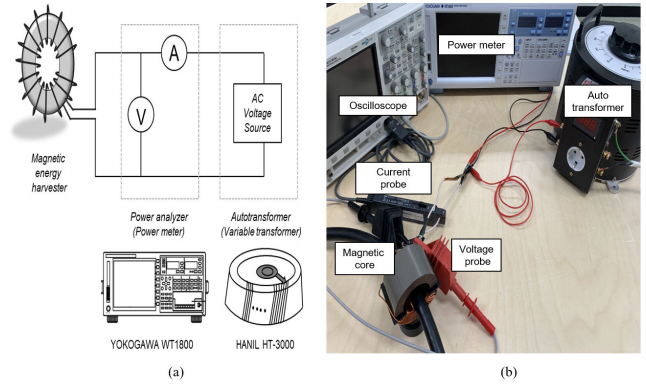 A
V
AC
Voltage
Source
Magnetic
energy
harvester
Power analyzer
(Power meter)
Autotransformer
(Variable transformer)
YOKOGAWA WT1800
HANIL HT-3000
(a)
Power meter
Oscilloscope
Auto
transformer
Current
probe
Magnetic
core
Voltage
probe
(b)